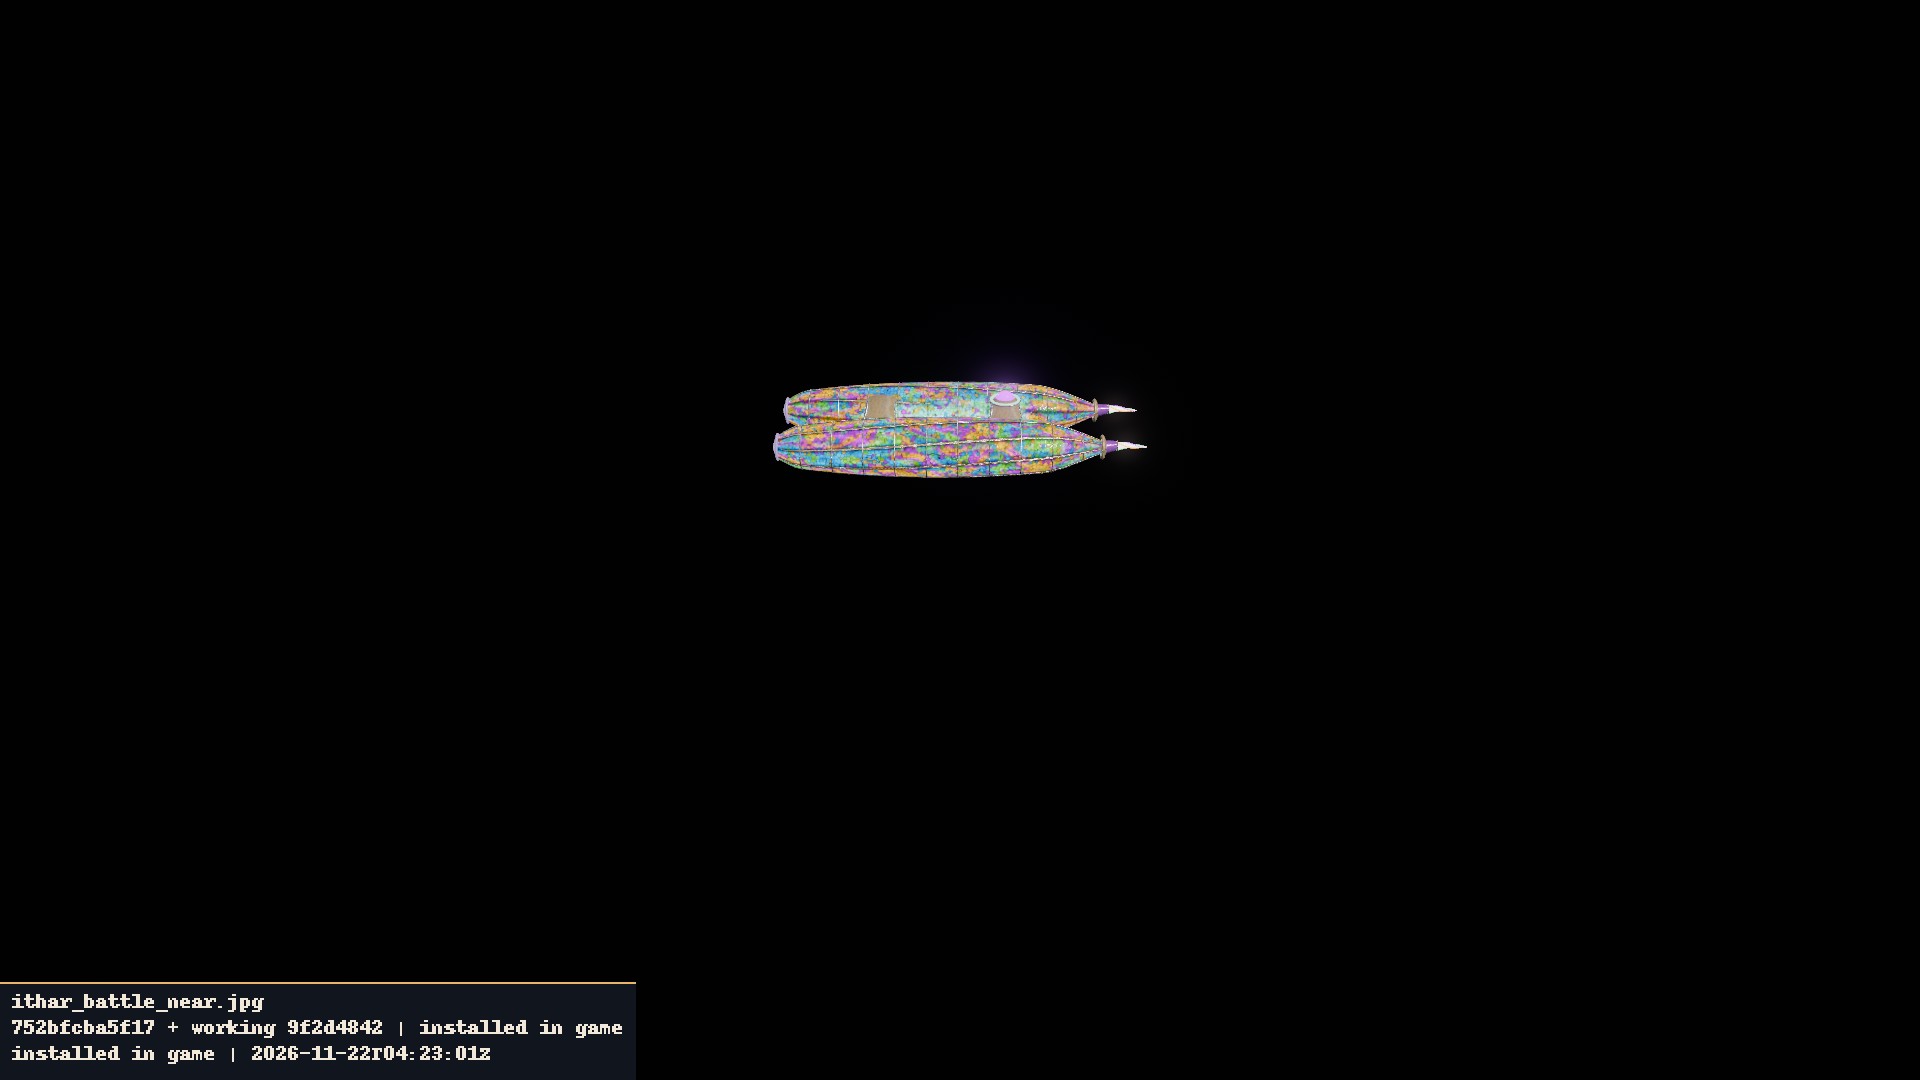 ithar_battle_near.jpg
752bfcba5f17 + working 9f2d4842 | installed in game
installed in game | 2026-11-22T04:23:01z